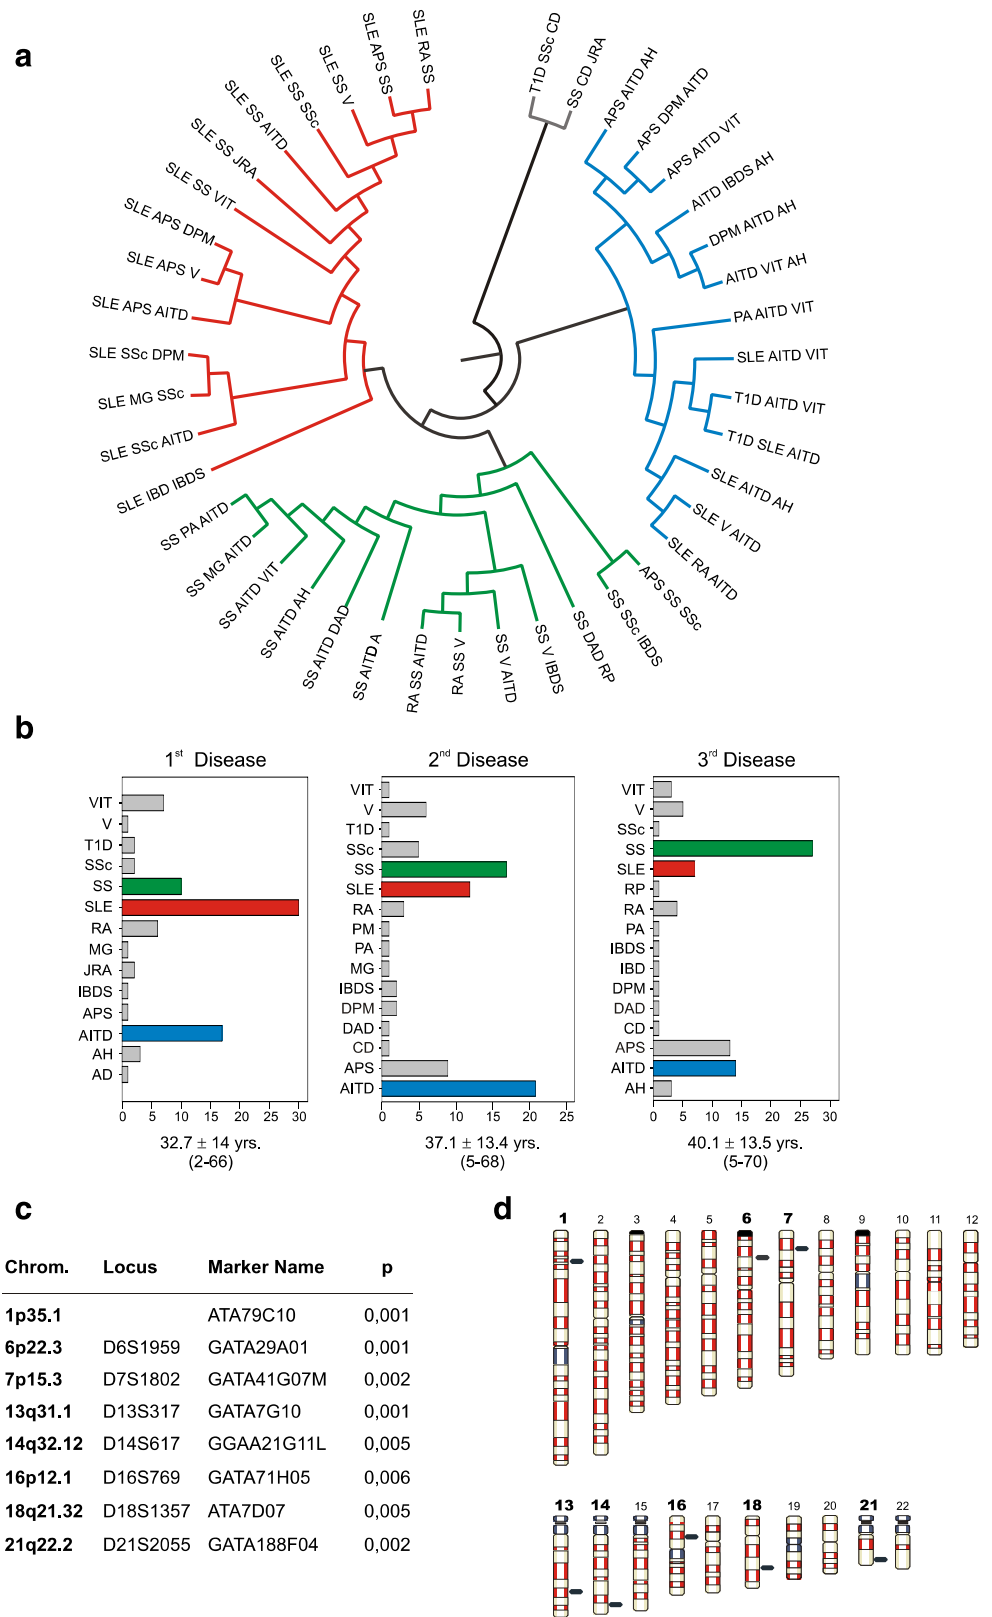 a
SLE RA SS
SLE APS SS
SLE SS V
SLE SS SSc
SLE SS AITD
SLE SS JRA
SLE SS VIT
SLE APS DPM
SLE APS V
SLE APS AITD
SLE SSc DPM
SLE MG SSc
SLE SSc AITD
SLE IBD IBDS
SS PA AITD
SS MG AITD
SS AITD VIT
SS AITD AH
SS AITD DAD
SS AITD A
RA SS AITD
RA SS V
SS V AITD
SS V IBDS
SS DAD RP
SS SSc IBDS
APS SS SSc
SLE RA AITD
SLE V AITD
SLE AITD AH
T1D SLE AITD
T1D AITD VIT
SLE AITD VIT
PA AITD VIT
AITD VIT AH
DPM AITD AH
AITD IBDS AH
APS AITD VIT
APS DPM AITD
APS AITD AH
SS CD JRA
T1D SSc CD
b
1st Disease
VIT
V
T1D
SSc
SS
SLE
RA
MG
JRA
IBDS
APS
AITD
AH
AD
0 5 10 15 20 25 30
32.7 ± 14 yrs.
(2-66)
2nd Disease
VIT
V
T1D
SSc
SS
SLE
RA
PM
PA
MG
IBDS
DPM
DAD
CD
APS
AITD
0 5 10 15 20 25
37.1 ± 13.4 yrs.
(5-68)
3rd Disease
VIT
V
SSc
SS
SLE
RP
RA
PA
IBDS
IBD
DPM
DAD
CD
APS
AITD
AH
0 5 10 15 20 25 30
40.1 ± 13.5 yrs.
(5-70)
c
Chrom. Locus Marker Name p
1p35.1 ATA79C10 0,001
6p22.3 D6S1959 GATA29A01 0,001
7p15.3 D7S1802 GATA41G07M 0,002
13q31.1 D13S317 GATA7G10 0,001
14q32.12 D14S617 GGAA21G11L 0,005
16p12.1 D16S769 GATA71H05 0,006
18q21.32 D18S1357 ATA7D07 0,005
21q22.2 D21S2055 GATA188F04 0,002
d
1 2 3 4 5 6 7 8 9 10 11 12
13 14 15 16 17 18 19 20 21 22